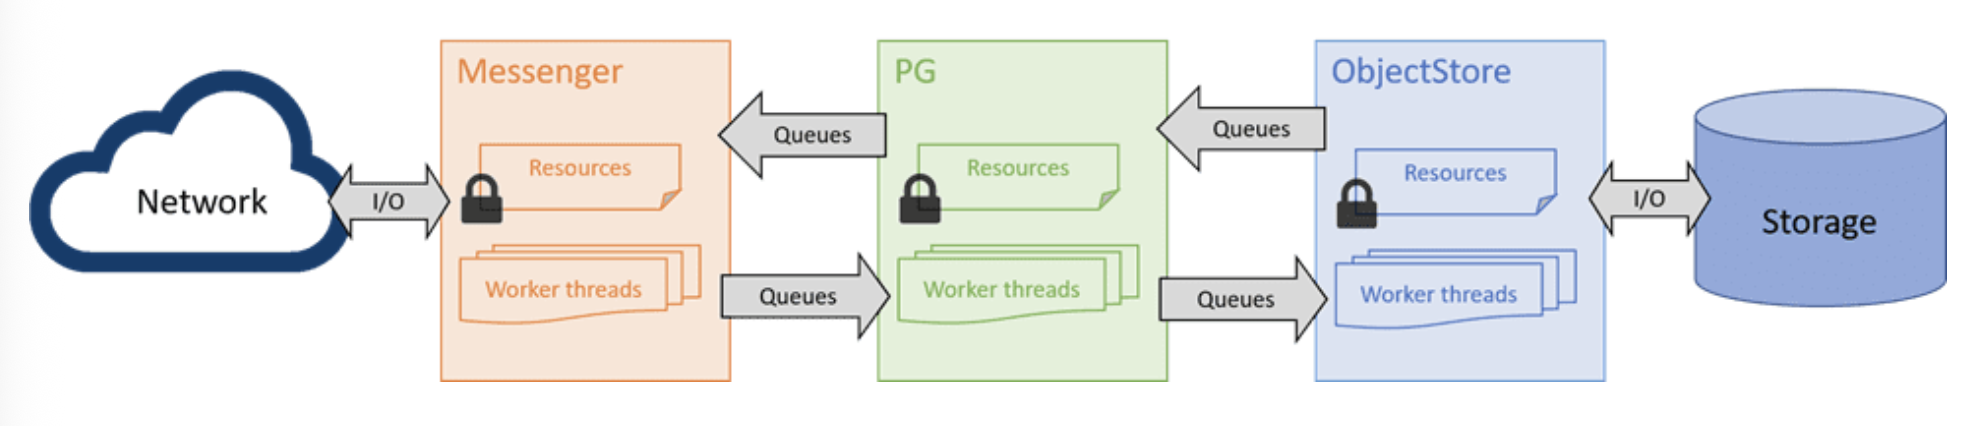 Network
I/O
Messenger
Resources
Worker threads
Queues
Queues
PG
Resources
Worker threads
Queues
Queues
ObjectStore
Resources
Worker threads
I/O
Storage